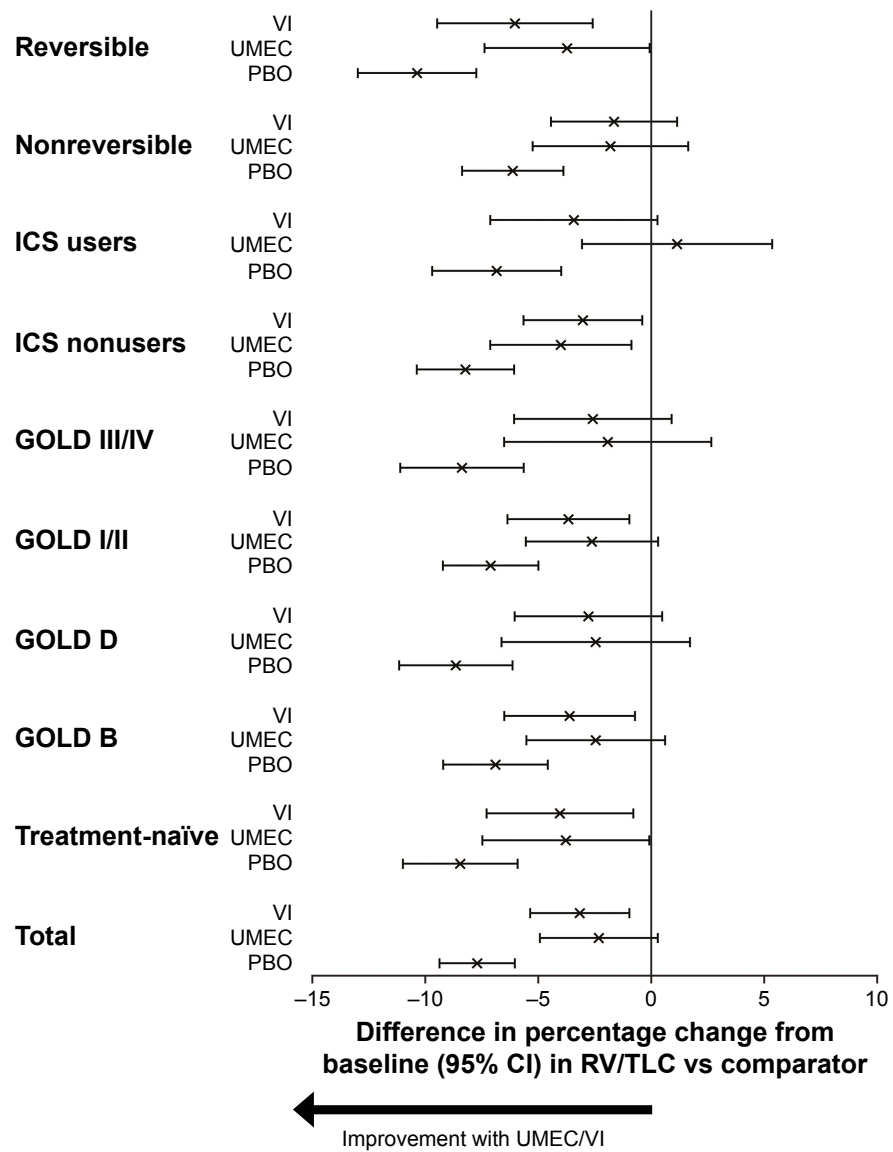 VI
Reversible UMEC
PBO
VI
Nonreversible UMEC
PBO
VI
ICS users UMEC
PBO
VI
ICS nonusers UMEC
PBO
VI
GOLD III/IV UMEC
PBO
VI
GOLD I/II UMEC
PBO
VI
GOLD D UMEC
PBO
VI
GOLD B UMEC
PBO
VI
Treatment-naïve UMEC
PBO
VI
Total UMEC
PBO
–15 –10 –5 0 5 10
Difference in percentage change from
baseline (95% CI) in RV/TLC vs comparator
Improvement with UMEC/VI